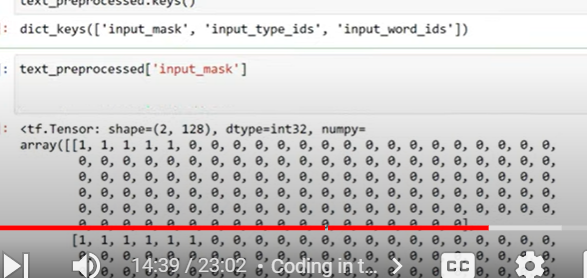 text_preprocessed.keys()
]: dict_keys(['input_mask', 'input_type_ids', 'input_word_ids'])
]: text_preprocessed['input_mask']
]: <tf.Tensor: shape=(2, 128), dtype=int32, numpy=
array([[1, 1, 1, 1, 1, 0, 0, 0, 0, 0, 0, 0, 0, 0, 0, 0, 0, 0, 0, 0, 0, 0,
0, 0, 0, 0, 0, 0, 0, 0, 0, 0, 0, 0, 0, 0, 0, 0, 0, 0, 0, 0, 0, 0,
0, 0, 0, 0, 0, 0, 0, 0, 0, 0, 0, 0, 0, 0, 0, 0, 0, 0, 0, 0, 0, 0,
0, 0, 0, 0, 0, 0, 0, 0, 0, 0, 0, 0, 0, 0, 0, 0, 0, 0, 0, 0, 0, 0,
0, 0, 0, 0, 0, 0, 0, 0, 0, 0, 0, 0, 0, 0, 0, 0, 0, 0, 0, 0, 0, 0,
0, 0, 0, 0, 0, 0, 0, 0, 0, 0, 0, 0, 0, 0, 0, 0, 0, 0],
[1, 1, 1, 1, 1, 1, 0, 0, 0, 0, 0, 0, 0, 0, 0, 0, 0, 0, 0, 0, 0, 0,
14:39 / 23:02 • Coding in t... CC